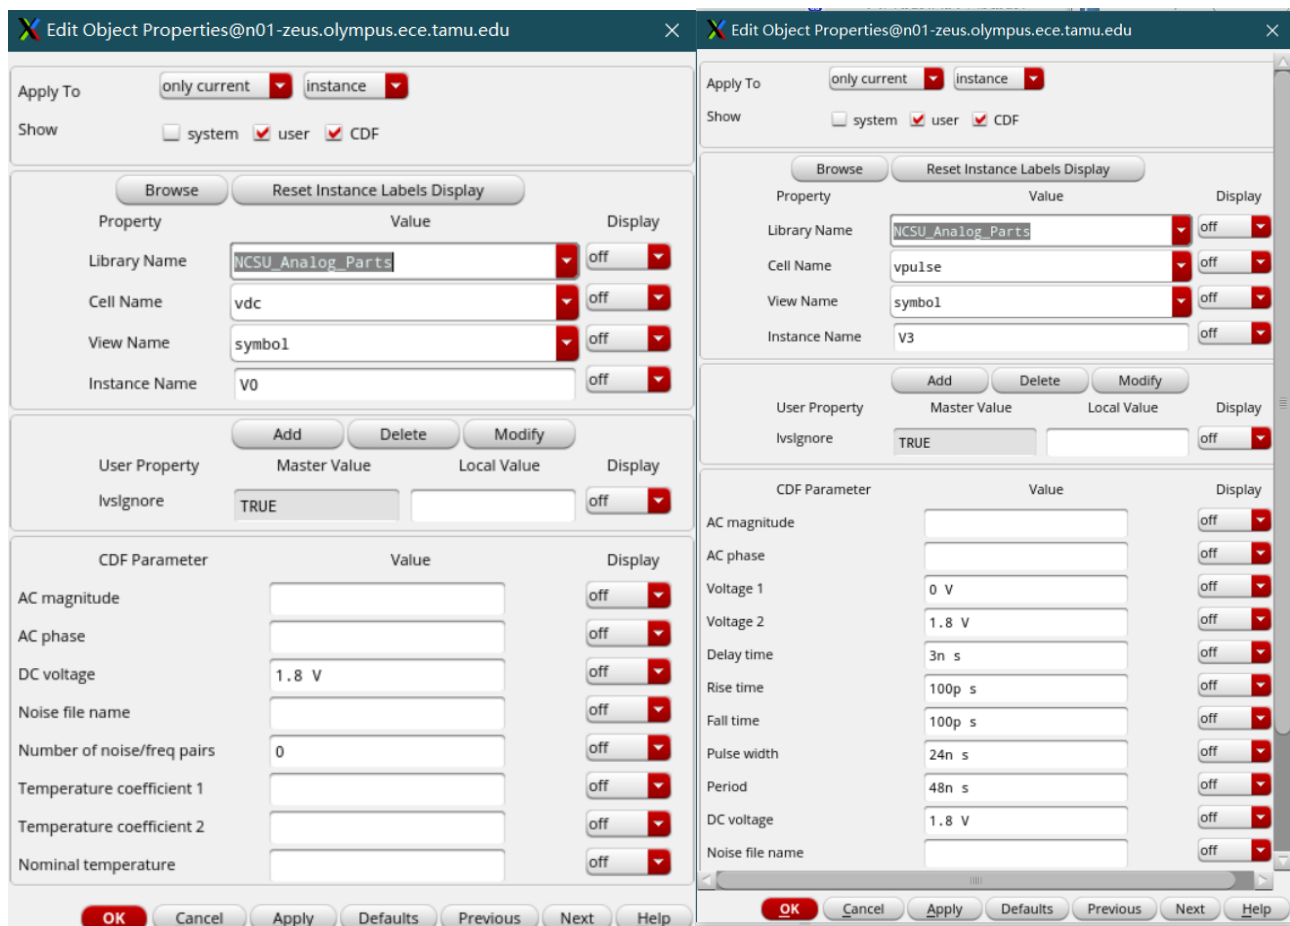 Edit Object Properties@n01-zeus.olympus.ece.tamu.edu
Apply To only current instance
Show system user CDF
Browse Reset Instance Labels Display
Property Value Display
Library Name NCSU_Analog_Parts off
Cell Name vdc off
View Name symbol off
Instance Name V0 off
Add Delete Modify
User Property Master Value Local Value Display
lvsIgnore TRUE off
CDF Parameter Value Display
AC magnitude off
AC phase off
DC voltage 1.8 V off
Noise file name off
Number of noise/freq pairs 0 off
Temperature coefficient 1 off
Temperature coefficient 2 off
Nominal temperature off
OK Cancel Apply Defaults Previous Next Help
Edit Object Properties@n01-zeus.olympus.ece.tamu.edu
Apply To only current instance
Show system user CDF
Browse Reset Instance Labels Display
Property Value Display
Library Name NCSU_Analog_Parts off
Cell Name vpulse off
View Name symbol off
Instance Name V3 off
Add Delete Modify
User Property Master Value Local Value Display
lvsIgnore TRUE off
CDF Parameter Value Display
AC magnitude off
AC phase off
Voltage 1 0 V off
Voltage 2 1.8 V off
Delay time 3n s off
Rise time 100p s off
Fall time 100p s off
Pulse width 24n s off
Period 48n s off
DC voltage 1.8 V off
Noise file name off
OK Cancel Apply Defaults Previous Next Help